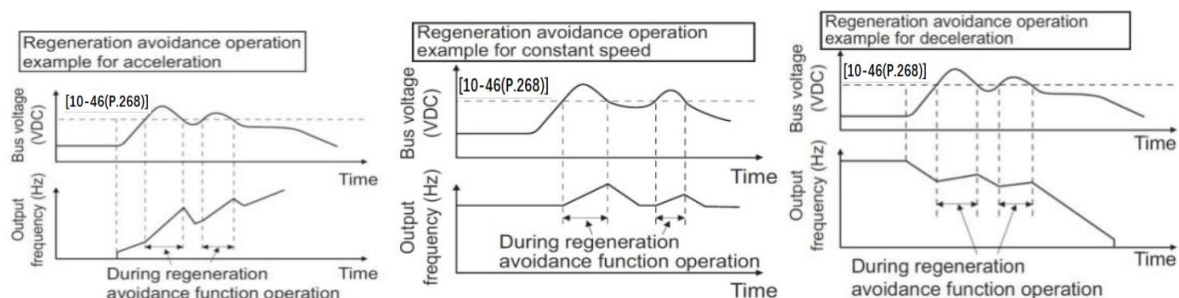 Regeneration avoidance operation
example for acceleration
[10-46(P.268)]
Bus voltage
(VDC)
Time
Output
frequency (Hz)
Time
During regeneration
avoidance function operation
Regeneration avoidance operation
example for constant speed
[10-46(P.268)]
Bus voltage
(VDC)
Time
Output
frequency (Hz)
Time
During regeneration
avoidance function operation
Regeneration avoidance operation
example for deceleration
[10-46(P.268)]
Bus voltage
(VDC)
Time
Output
frequency (Hz)
Time
During regeneration
avoidance function operation